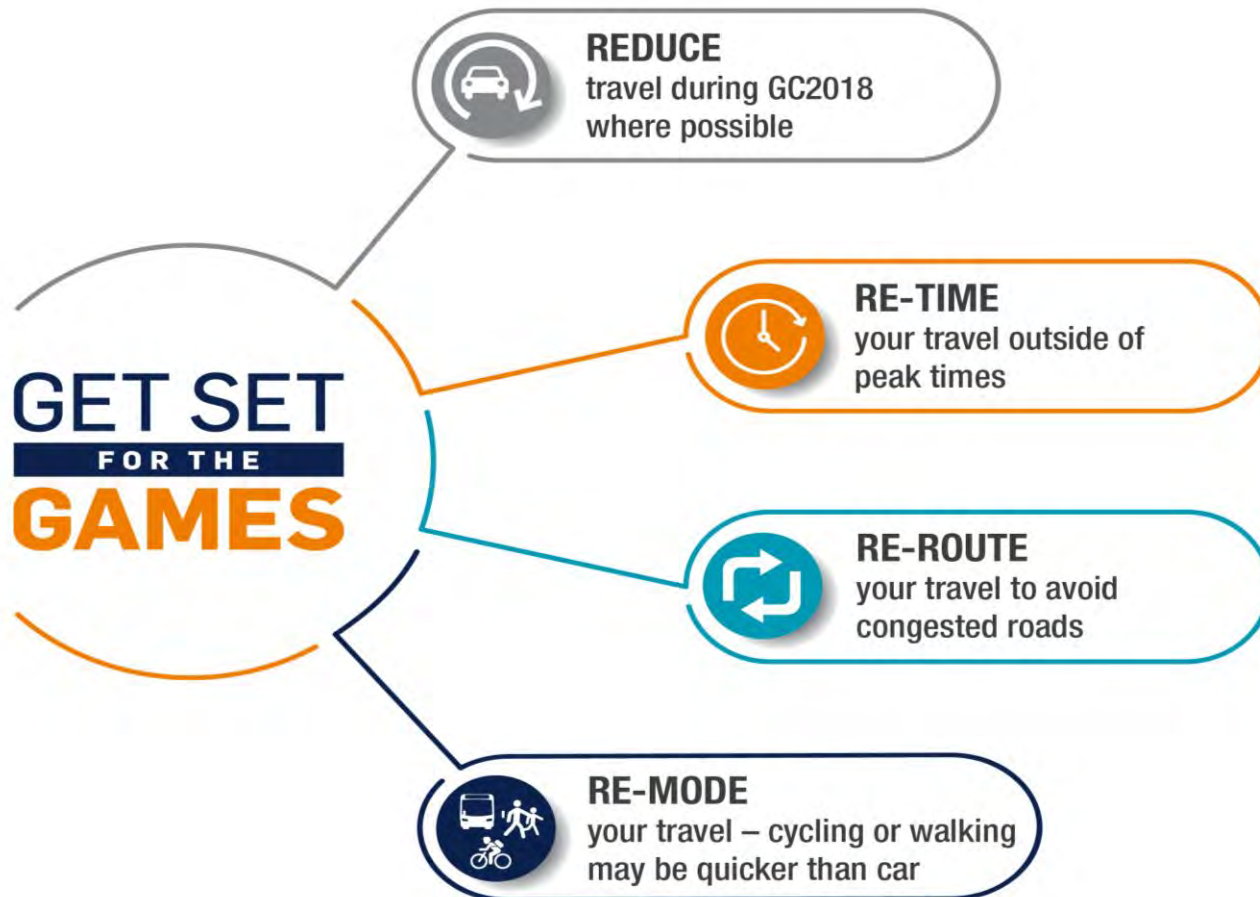 REDUCE
travel during GC2018
where possible
RE-TIME
your travel outside of
peak times
GET SET
FOR THE
GAMES
RE-ROUTE
your travel to avoid
congested roads
RE-MODE
your travel – cycling or walking
may be quicker than car